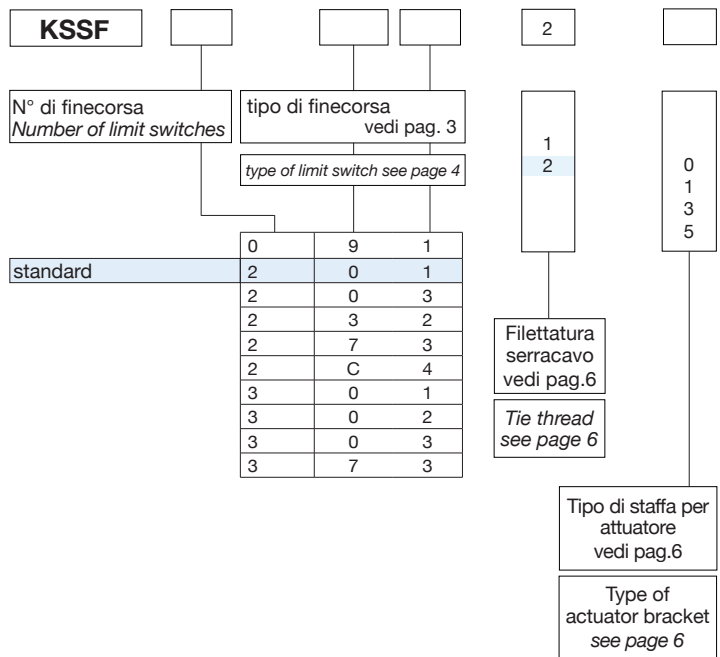 KSSF 2
N° di finecorsa
Number of limit switches
tipo di finecorsa
vedi pag. 3
type of limit switch see page 4
1
2
0
1
3
5
0 9 1
standard 2 0 1
2 0 3
2 3 2
2 7 3
2 C 4
3 0 1
3 0 2
3 0 3
3 7 3
Filettatura
serracavo
vedi pag.6
Tie thread
see page 6
Tipo di staffa per
attuatore
vedi pag.6
Type of
actuator bracket
see page 6